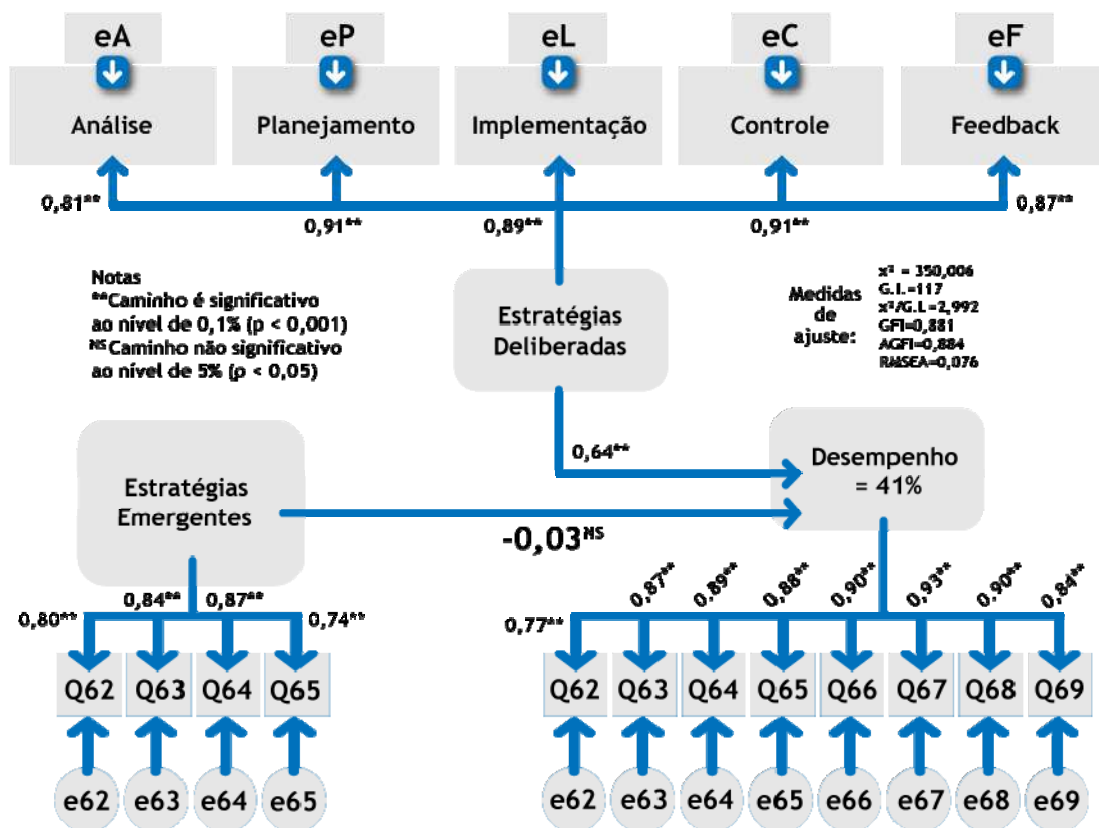 eA eP eL eC eF
Análise Planejamento Implementação Controle Feedback
0,81** 0,91** 0,89** 0,91** 0,87**
Notas
**Caminho é significativo
ao nível de 0,1% (p < 0,001)
NS Caminho não significativo
ao nível de 5% (p < 0,05)
Estratégias
Deliberadas
Medidas
de
ajuste:
x² = 350,006
G.I.=117
x²/G.L=2,992
GFI=0,881
AGFI=0,884
RMSEA=0,076
0,64**
Desempenho
= 41%
Estratégias
Emergentes
-0,03NS
0,80** 0,84** 0,87** 0,74**
0,77** 0,87** 0,89** 0,88** 0,90** 0,93** 0,90** 0,84**
Q62 Q63 Q64 Q65
Q62 Q63 Q64 Q65 Q66 Q67 Q68 Q69
e62 e63 e64 e65
e62 e63 e64 e65 e66 e67 e68 e69